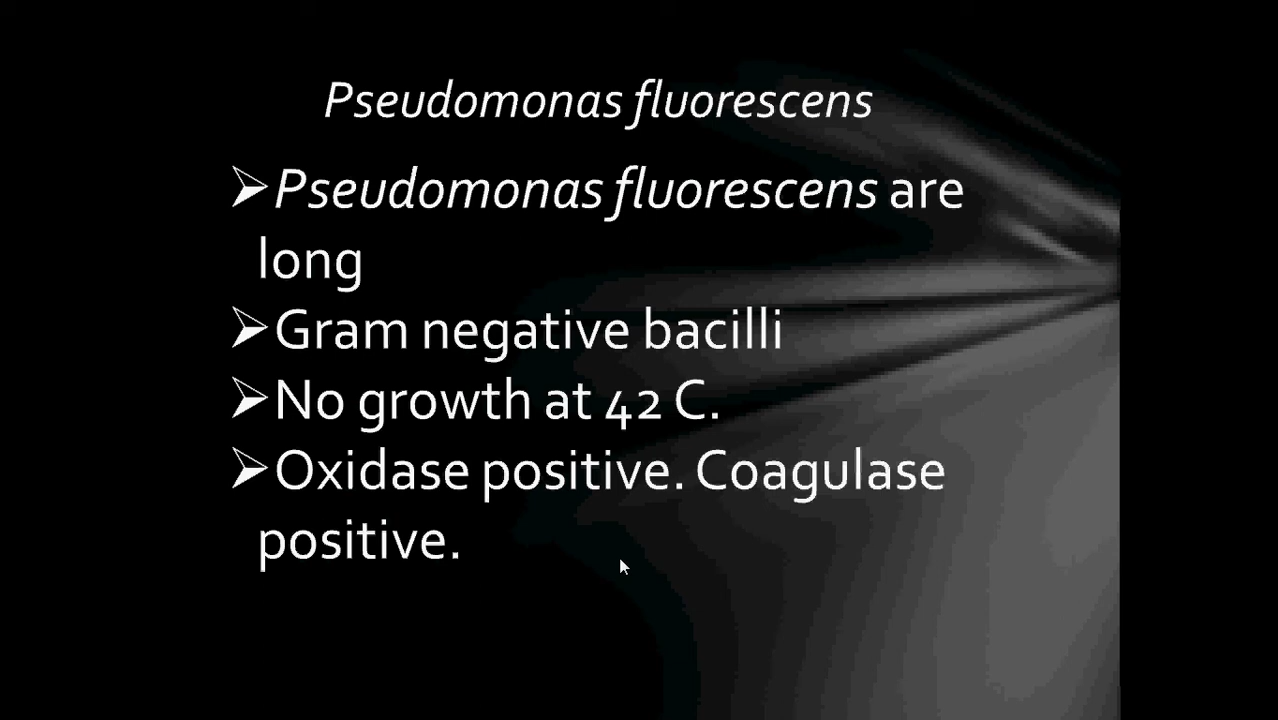 Pseudomonas fluorescens
➢Pseudomonas fluorescens are
long
➢Gram negative bacilli
➢No growth at 42 C.
➢Oxidase positive. Coagulase
positive.